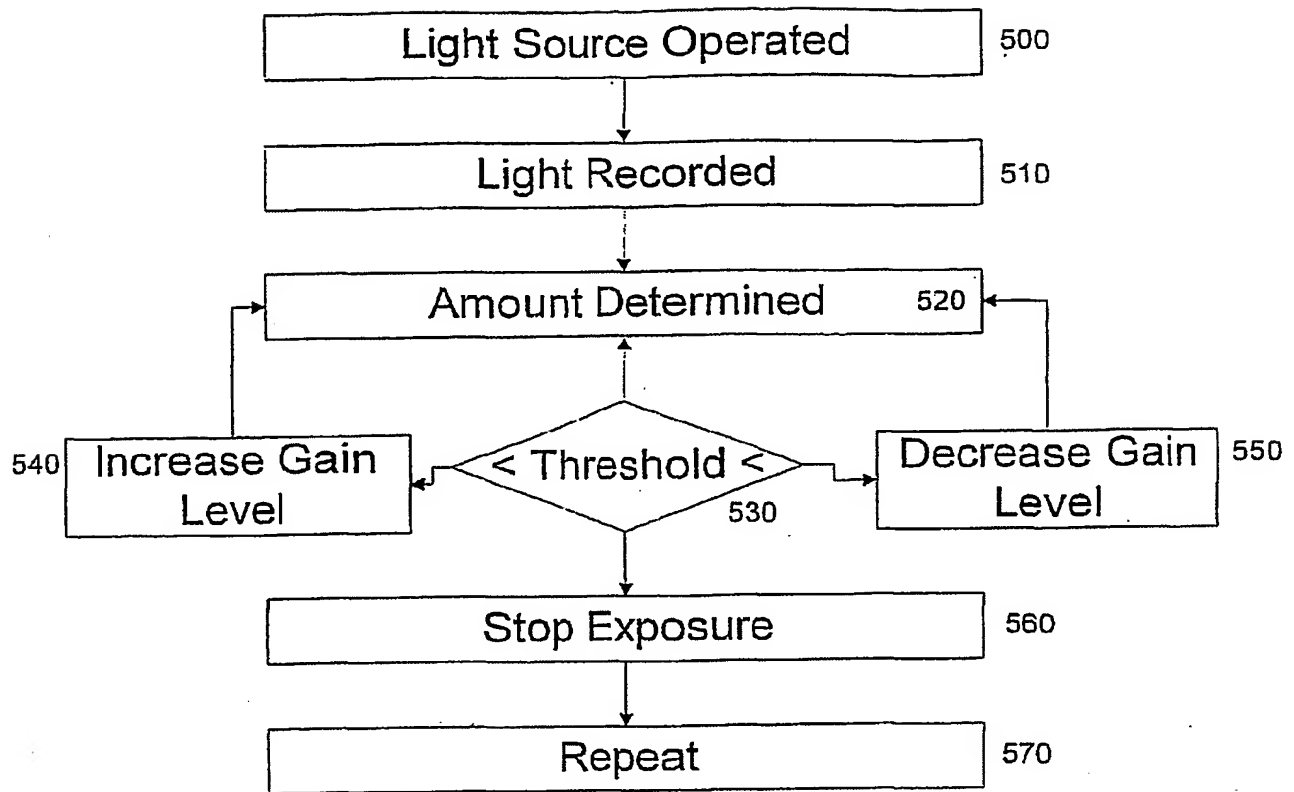 Light Source Operated 500
Light Recorded 510
Amount Determined 520
540 Increase Gain Level
< Threshold <
530
Decrease Gain Level 550
Stop Exposure 560
Repeat 570